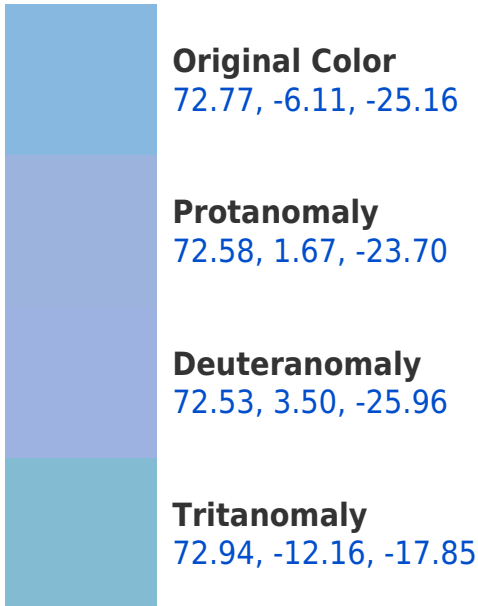 Original Color
72.77, -6.11, -25.16
Protanomaly
72.58, 1.67, -23.70
Deuteranomaly
72.53, 3.50, -25.96
Tritanomaly
72.94, -12.16, -17.85